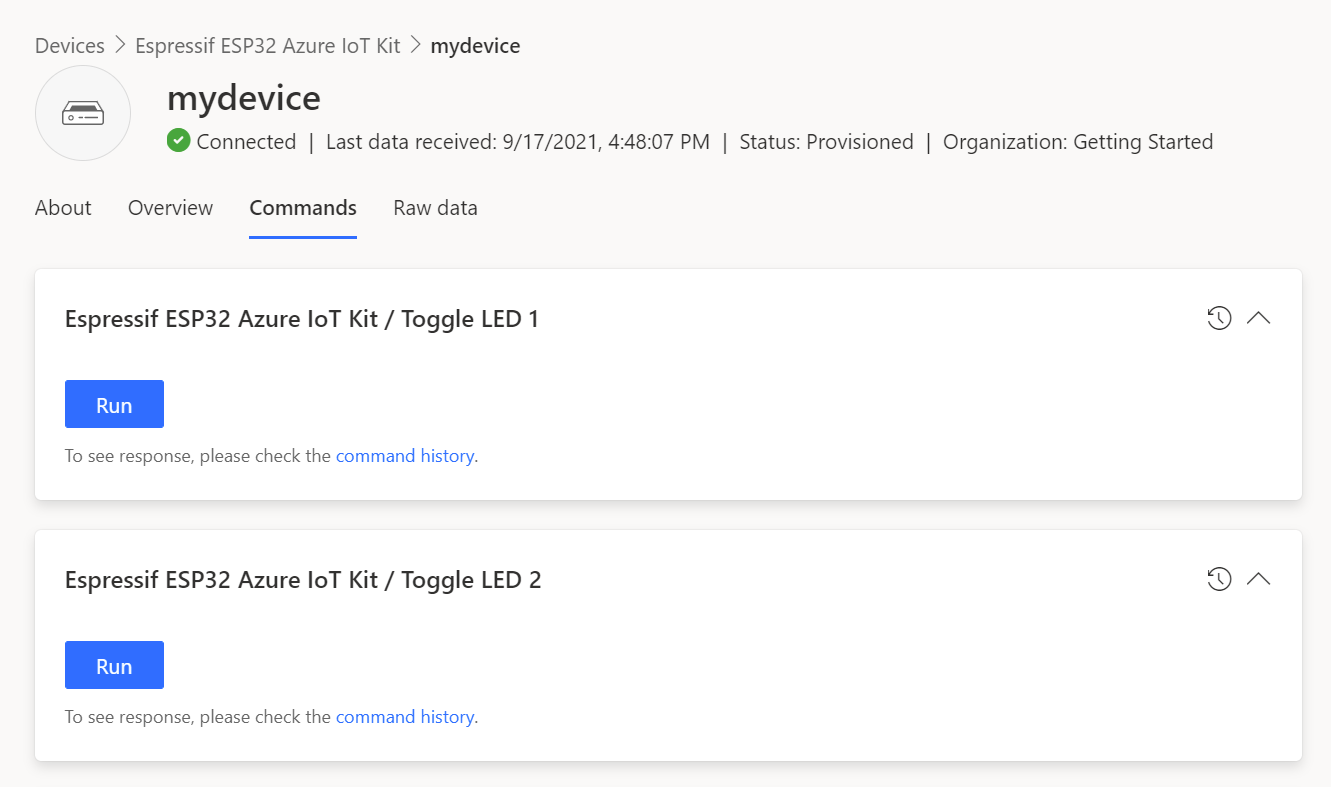 Devices > Espressif ESP32 Azure IoT Kit > mydevice
mydevice
Connected | Last data received: 9/17/2021, 4:48:07 PM | Status: Provisioned | Organization: Getting Started
About Overview Commands Raw data
Espressif ESP32 Azure IoT Kit / Toggle LED 1
Run
To see response, please check the command history.
Espressif ESP32 Azure IoT Kit / Toggle LED 2
Run
To see response, please check the command history.